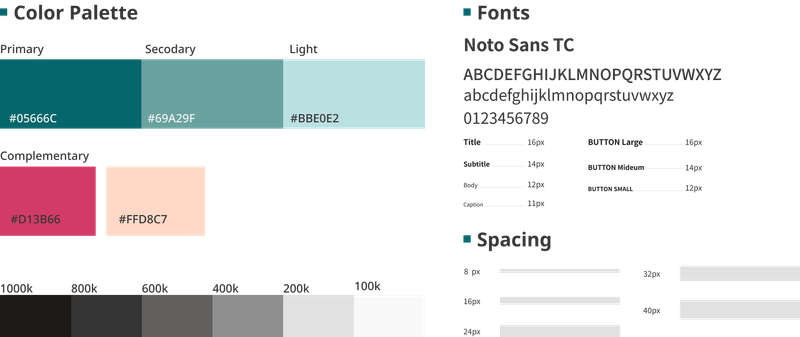 Color Palette
Primary
Secodary
Light
#05666C
#69A29F
#BBE0E2
Complementary
#D13B66
#FFD8C7
1000k
800k
600k
400k
200k
100k
Fonts
Noto Sans TC
ABCDEFGHIJKLMNOPQRSTUVWXYZ
abcdefghijklmnopqrstuvwxyz
0123456789
Title 16px
Subtitle 14px
Body 12px
Caption 11px
BUTTON Large 16px
BUTTON Mideum 14px
BUTTON SMALL 12px
Spacing
8 px
16px
24px
32px
40px